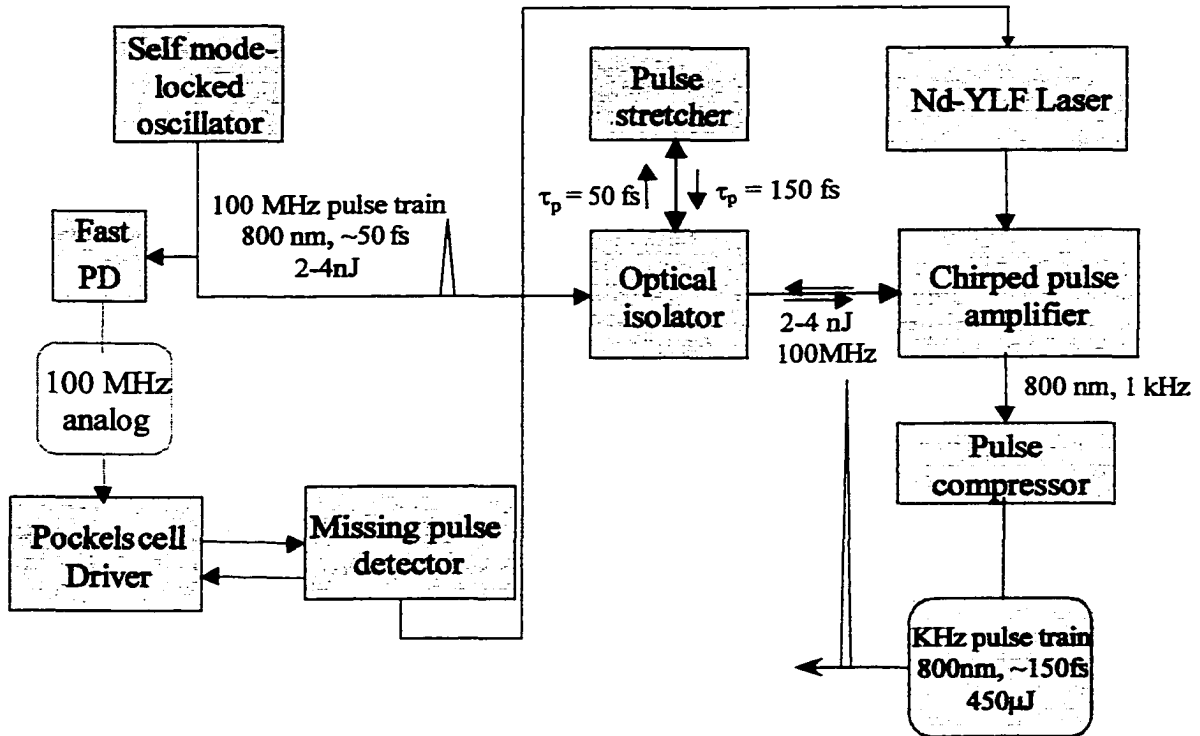 Self mode-
locked
oscillator
Pulse
stretcher
Nd-YLF Laser
τp = 50 fs
τp = 150 fs
100 MHz pulse train
800 nm, ~50 fs
2-4nJ
Fast
PD
Optical
isolator
Chirped pulse
amplifier
2-4 nJ
100MHz
100 MHz
analog
800 nm, 1 kHz
Pulse
compressor
Pockels cell
Driver
Missing pulse
detector
KHz pulse train
800nm, ~150fs
450µJ